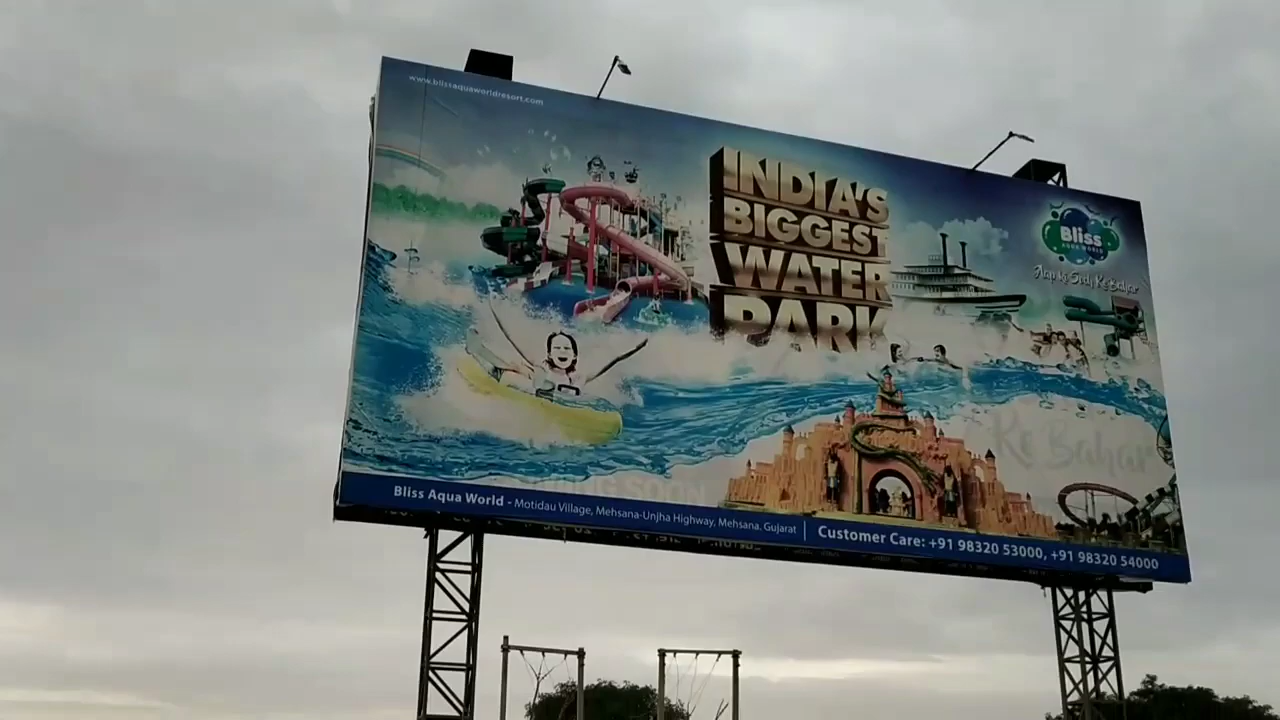 www.blissaquaworldresort.com
INDIA'S
BIGGEST
WATER
PARK
Bliss
AQUA WORLD
Aap ki Sadi Ke Bahar
Ke Bahar
SOON
Bliss Aqua World - Motidau Village, Mehsana-Unjha Highway, Mehsana. Gujarat
Customer Care: +91 98320 53000, +91 98320 54000